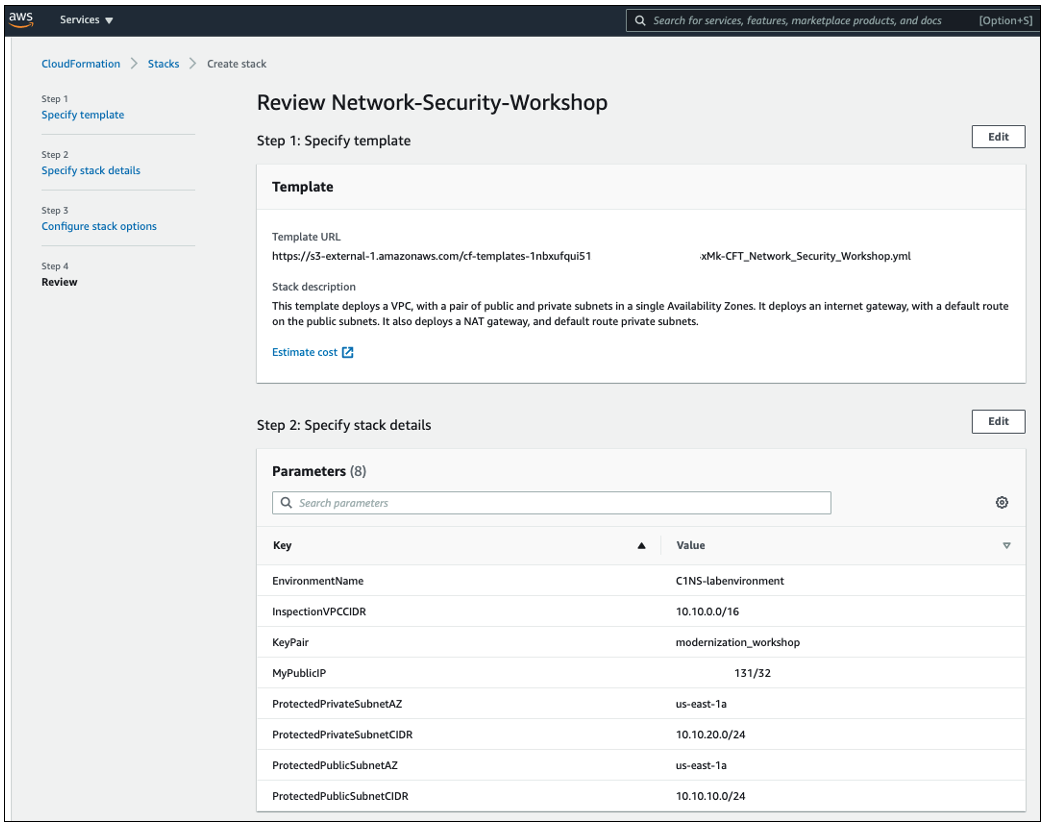 aws
Services
Search for services, features, marketplace products, and docs
[Option+S]
CloudFormation > Stacks > Create stack
Step 1
Specify template
Step 2
Specify stack details
Step 3
Configure stack options
Step 4
Review
Review Network-Security-Workshop
Step 1: Specify template
Edit
Template
Template URL
https://s3-external-1.amazonaws.com/cf-templates-1nbxufqui51 xMk-CFT_Network_Security_Workshop.yml
Stack description
This template deploys a VPC, with a pair of public and private subnets in a single Availability Zones. It deploys an internet gateway, with a default route
on the public subnets. It also deploys a NAT gateway, and default route private subnets.
Estimate cost
Step 2: Specify stack details
Edit
Parameters (8)
Search parameters
Key Value
EnvironmentName C1NS-labenvironment
InspectionVPCCIDR 10.10.0.0/16
KeyPair modernization_workshop
MyPublicIP 131/32
ProtectedPrivateSubnetAZ us-east-1a
ProtectedPrivateSubnetCIDR 10.10.20.0/24
ProtectedPublicSubnetAZ us-east-1a
ProtectedPublicSubnetCIDR 10.10.10.0/24